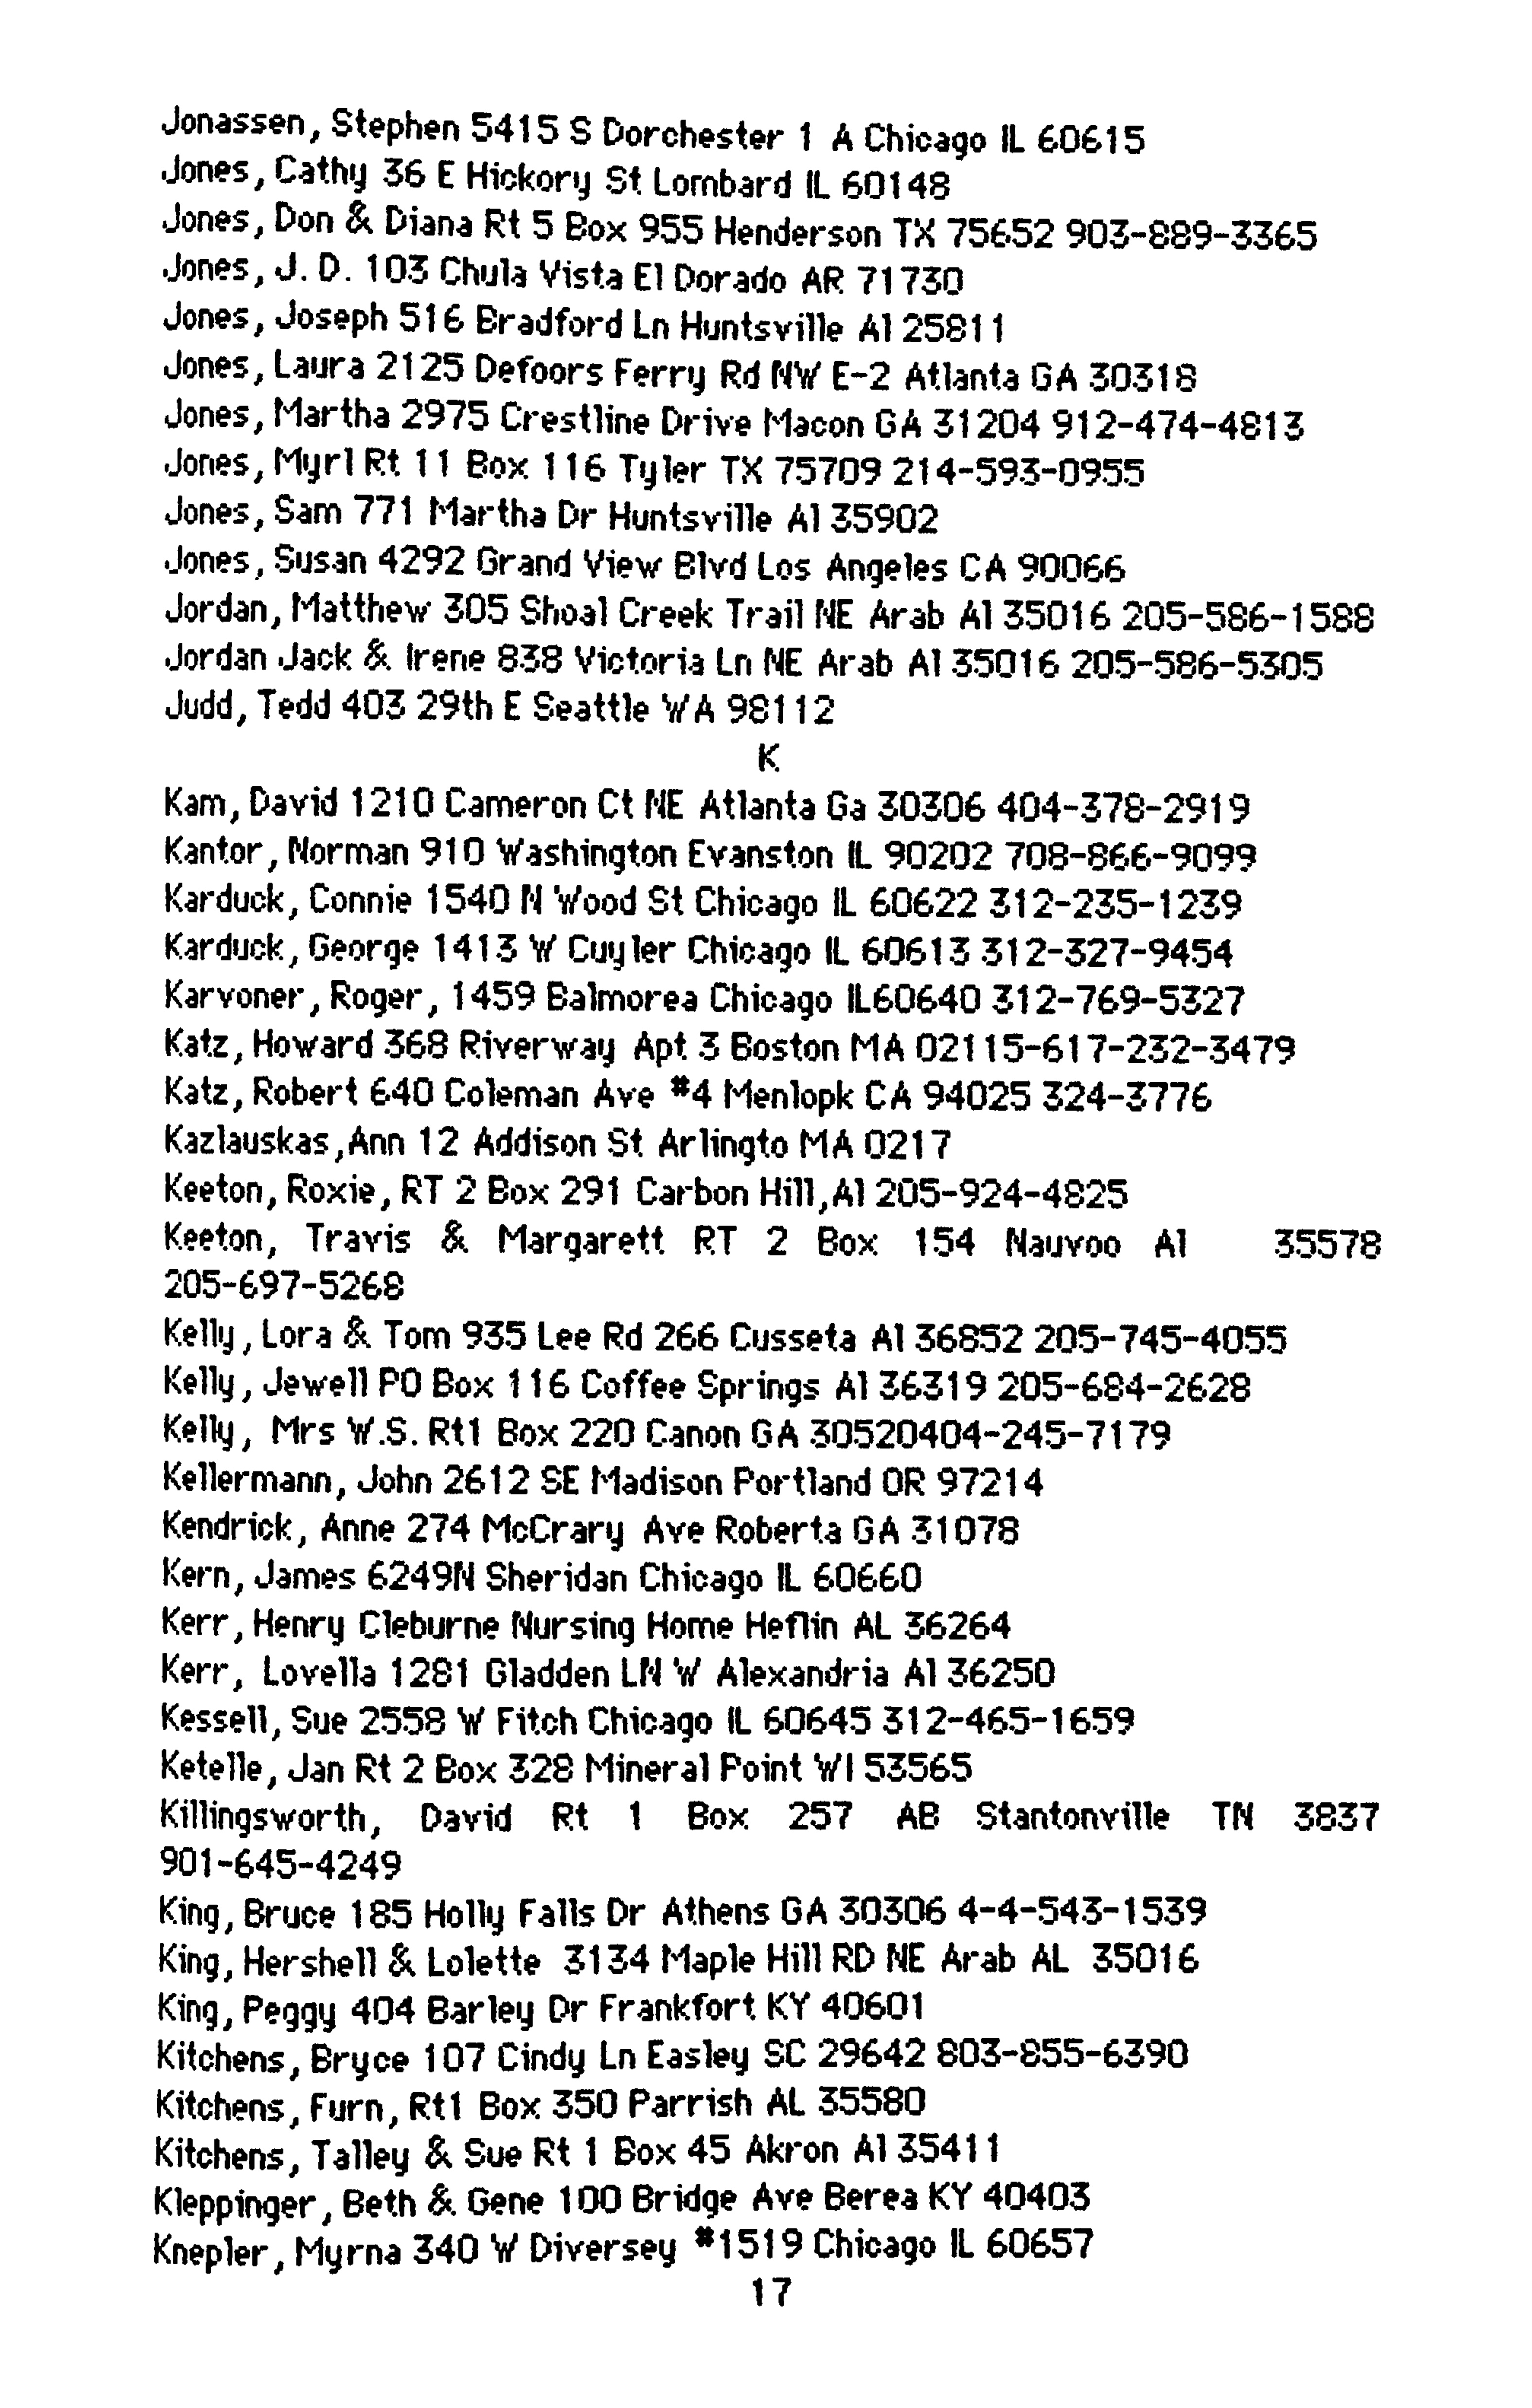 Jonassen, Stephen 5415 S Dorchester 1 A Chicago IL 60615
Jones, Cathy 36 E Hickory St Lombard IL 60148
Jones, Don & Diana Rt 5 Box 955 Henderson TX 75652 903-889-3365
Jones, J. D. 103 Chula Vista El Dorado AR 71730
Jones, Joseph 516 Bradford Ln Huntsville Al 25811
Jones, Laura 2125 Defoors Ferry Rd NW E-2 Atlanta GA 30318
Jones, Martha 2975 Crestline Drive Macon GA 31204 912-474-4813
Jones, Myrl Rt 11 Box 116 Tyler TX 75709 214-593-0955
Jones, Sam 771 Martha Dr Huntsville Al 35902
Jones, Susan 4292 Grand View Blvd Los Angeles CA 90066
Jordan, Matthew 305 Shoal Creek Trail NE Arab Al 35016 205-586-1588
Jordan Jack & Irene 838 Victoria Ln NE Arab Al 35016 205-586-5305
Judd, Tedd 403 29th E Seattle WA 98112
K
Kam, David 1210 Cameron Ct NE Atlanta Ga 30306 404-378-2919
Kantor, Norman 910 Washington Evanston IL 90202 708-866-9099
Karduck, Connie 1540 N Wood St Chicago IL 60622 312-235-1239
Karduck, George 1413 W Cuyler Chicago IL 60613 312-327-9454
Karvoner, Roger, 1459 Balmorea Chicago IL60640 312-769-5327
Katz, Howard 368 Riverway Apt 3 Boston MA 02115-617-232-3479
Katz, Robert 640 Coleman Ave #4 Menlopk CA 94025 324-3776
Kazlauskas,Ann 12 Addison St Arlingto MA 0217
Keeton, Roxie, RT 2 Box 291 Carbon Hill,Al 205-924-4825
Keeton, Travis & Margarett RT 2 Box 154 Nauvoo Al 35578
205-697-5268
Kelly, Lora & Tom 935 Lee Rd 266 Cusseta Al 36852 205-745-4055
Kelly, Jewell PO Box 116 Coffee Springs Al 36319 205-684-2628
Kelly, Mrs W.S. Rt1 Box 220 Canon GA 30520404-245-7179
Kellermann, John 2612 SE Madison Portland OR 97214
Kendrick, Anne 274 McCrary Ave Roberta GA 31078
Kern, James 6249N Sheridan Chicago IL 60660
Kerr, Henry Cleburne Nursing Home Heflin AL 36264
Kerr, Lovella 1281 Gladden LN W Alexandria Al 36250
Kessell, Sue 2558 W Fitch Chicago IL 60645 312-465-1659
Ketelle, Jan Rt 2 Box 328 Mineral Point WI 53565
Killingsworth, David Rt 1 Box 257 AB Stantonville TN 3837
901-645-4249
King, Bruce 185 Holly Falls Dr Athens GA 30306 4-4-543-1539
King, Hershell & Lolette 3134 Maple Hill RD NE Arab AL 35016
King, Peggy 404 Barley Dr Frankfort KY 40601
Kitchens, Bryce 107 Cindy Ln Easley SC 29642 803-855-6390
Kitchens, Furn, Rt1 Box 350 Parrish AL 35580
Kitchens, Talley & Sue Rt 1 Box 45 Akron Al 35411
Kleppinger, Beth & Gene 100 Bridge Ave Berea KY 40403
Knepler, Myrna 340 W Diversey #1519 Chicago IL 60657
17